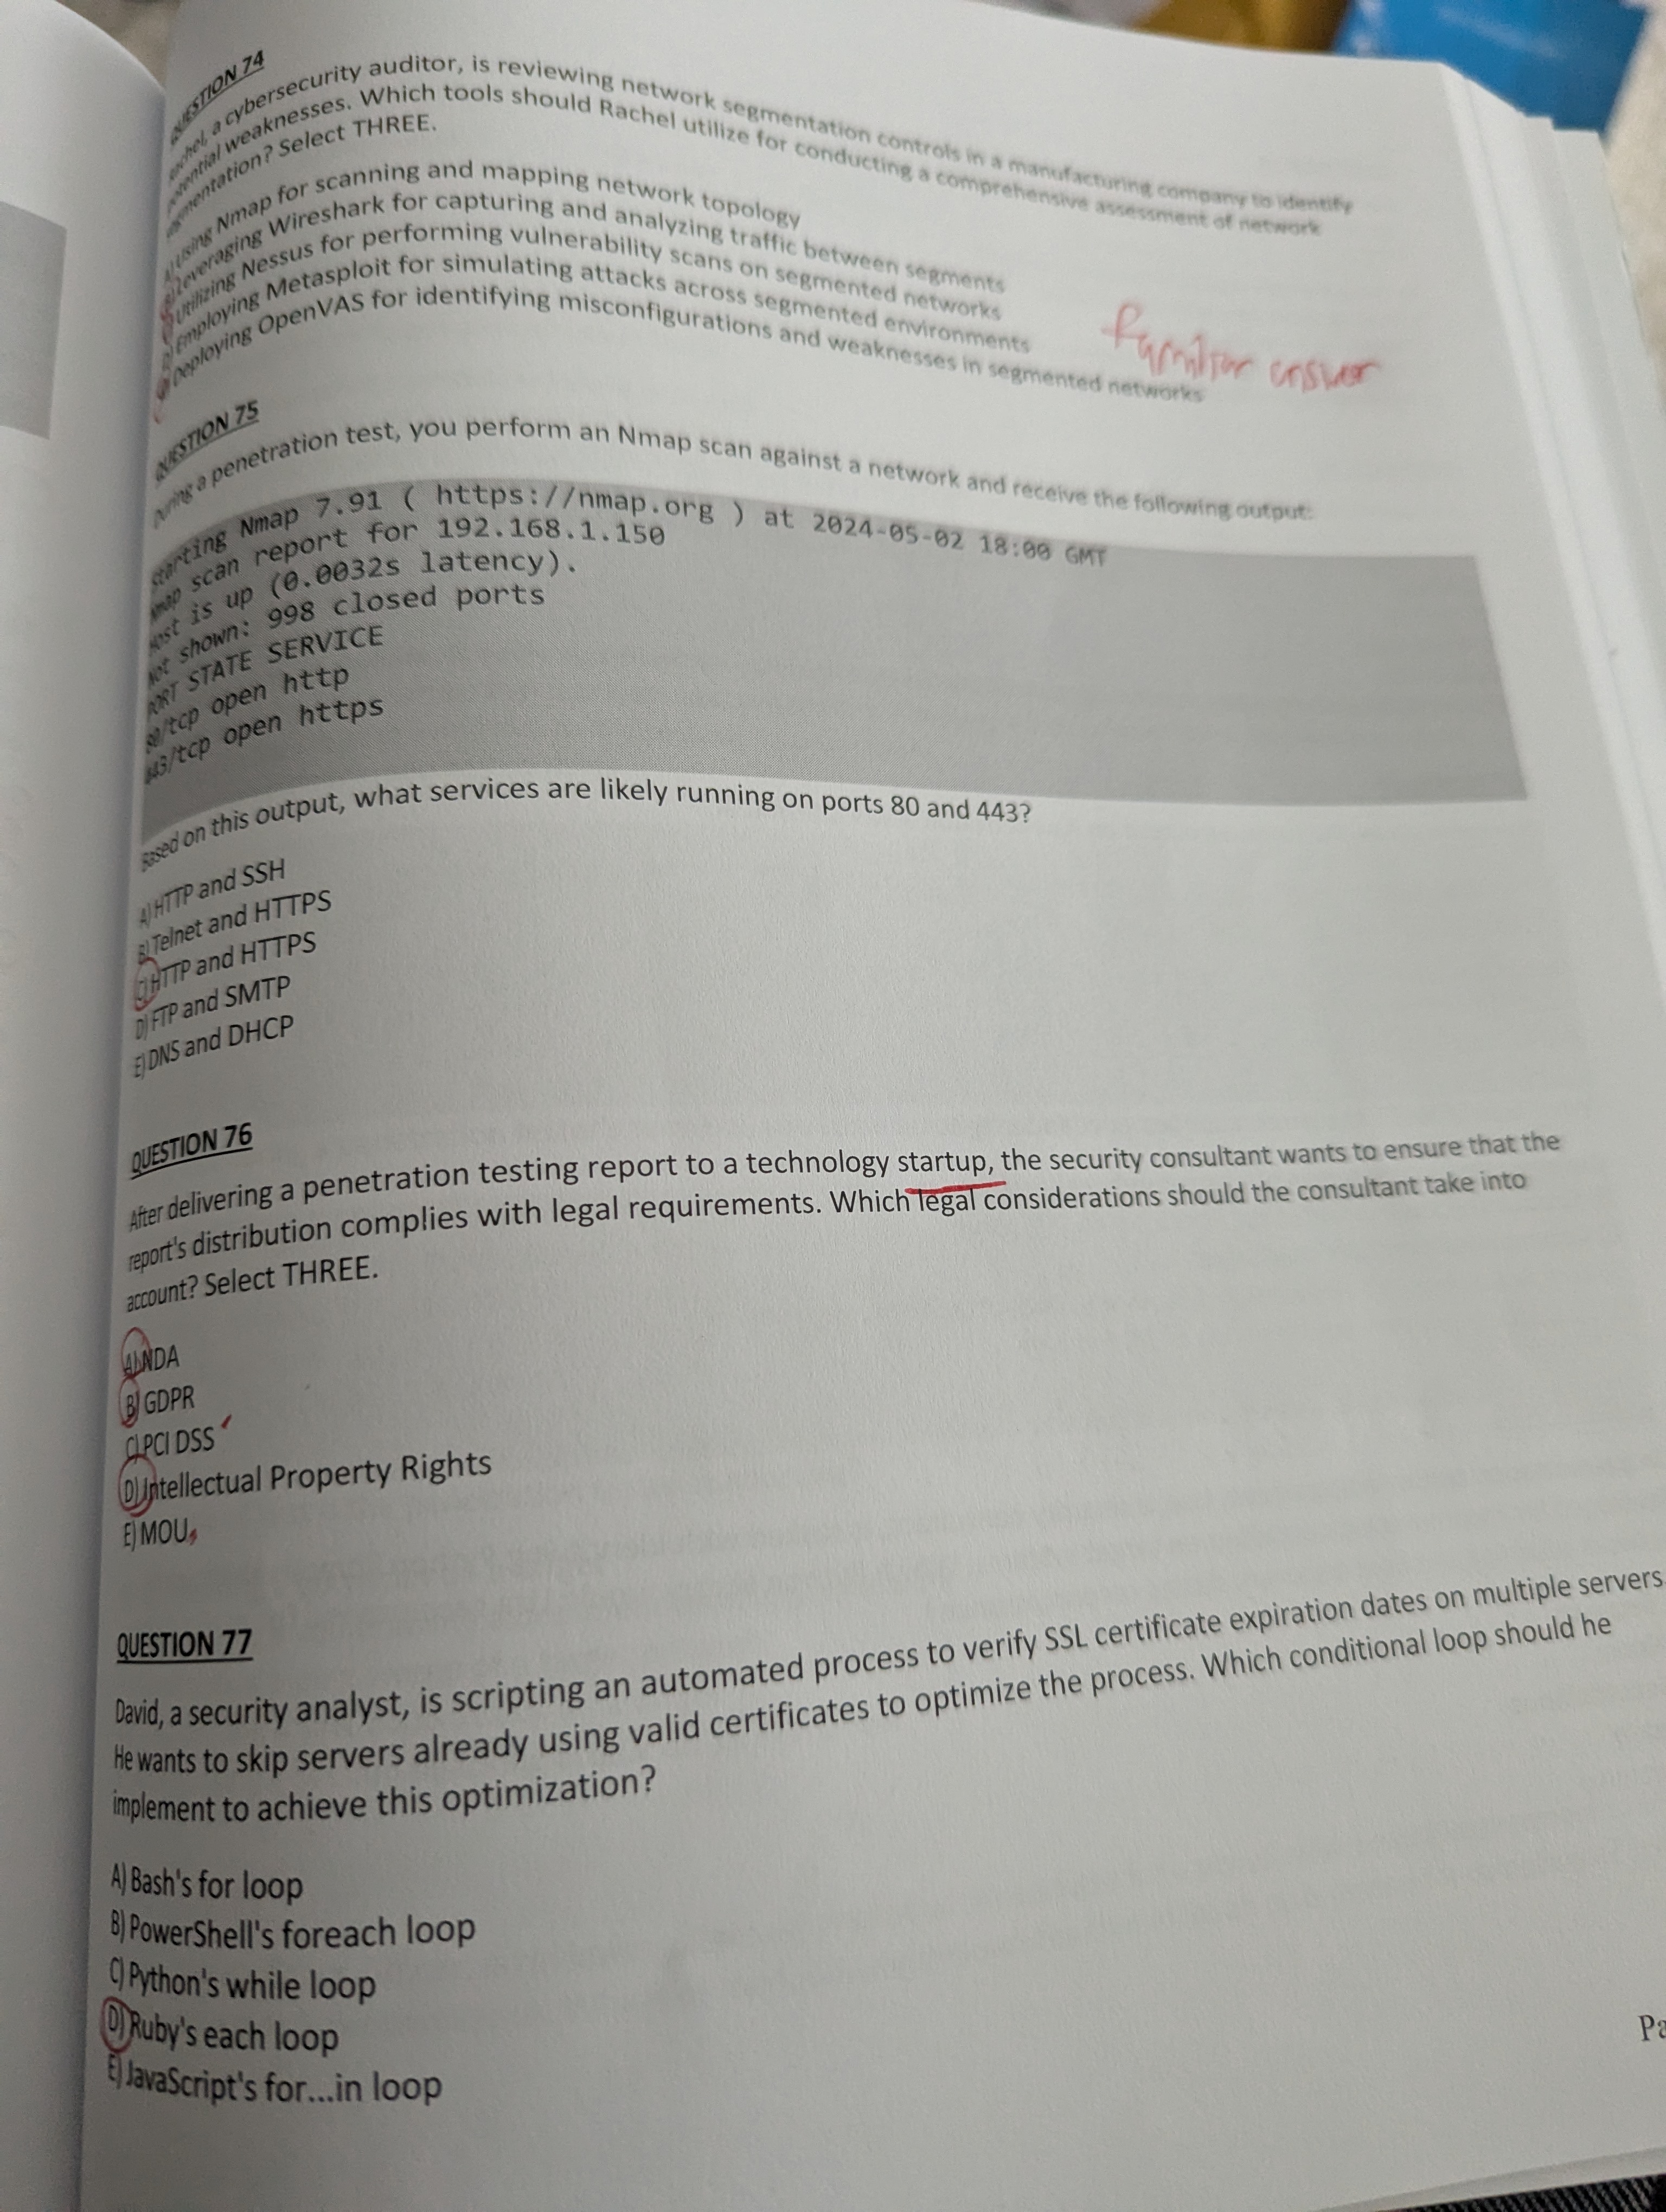 QUESTION 74
a cybersecurity auditor, is reviewing network segmentation controls in a manufacturing company to identify
potential weaknesses. Which tools should Rachel utilize for conducting a comprehensive assessment of network
segmentation? Select THREE.
A) Using Nmap for scanning and mapping network topology
B) Leveraging Wireshark for capturing and analyzing traffic between segments
Utilizing Nessus for performing vulnerability scans on segmented networks
D) Employing Metasploit for simulating attacks across segmented environments
Deploying OpenVAS for identifying misconfigurations and weaknesses in segmented networks
Familiar answer
QUESTION 75
During a penetration test, you perform an Nmap scan against a network and receive the following output:
Starting Nmap 7.91 ( https://nmap.org ) at 2024-05-02 18:00 GMT
Nmap scan report for 192.168.1.150
Host is up (0.0032s latency).
Not shown: 998 closed ports
PORT STATE SERVICE
80/tcp open http
443/tcp open https
Based on this output, what services are likely running on ports 80 and 443?
A) HTTP and SSH
B) Telnet and HTTPS
C) HTTP and HTTPS
D) FTP and SMTP
E) DNS and DHCP
QUESTION 76
After delivering a penetration testing report to a technology startup, the security consultant wants to ensure that the
report's distribution complies with legal requirements. Which legal considerations should the consultant take into
account? Select THREE.
A) NDA
B) GDPR
C) PCI DSS
D) Intellectual Property Rights
E) MOU
QUESTION 77
David, a security analyst, is scripting an automated process to verify SSL certificate expiration dates on multiple servers
He wants to skip servers already using valid certificates to optimize the process. Which conditional loop should he
implement to achieve this optimization?
A) Bash's for loop
B) PowerShell's foreach loop
C) Python's while loop
D) Ruby's each loop
E) JavaScript's for...in loop
Pa